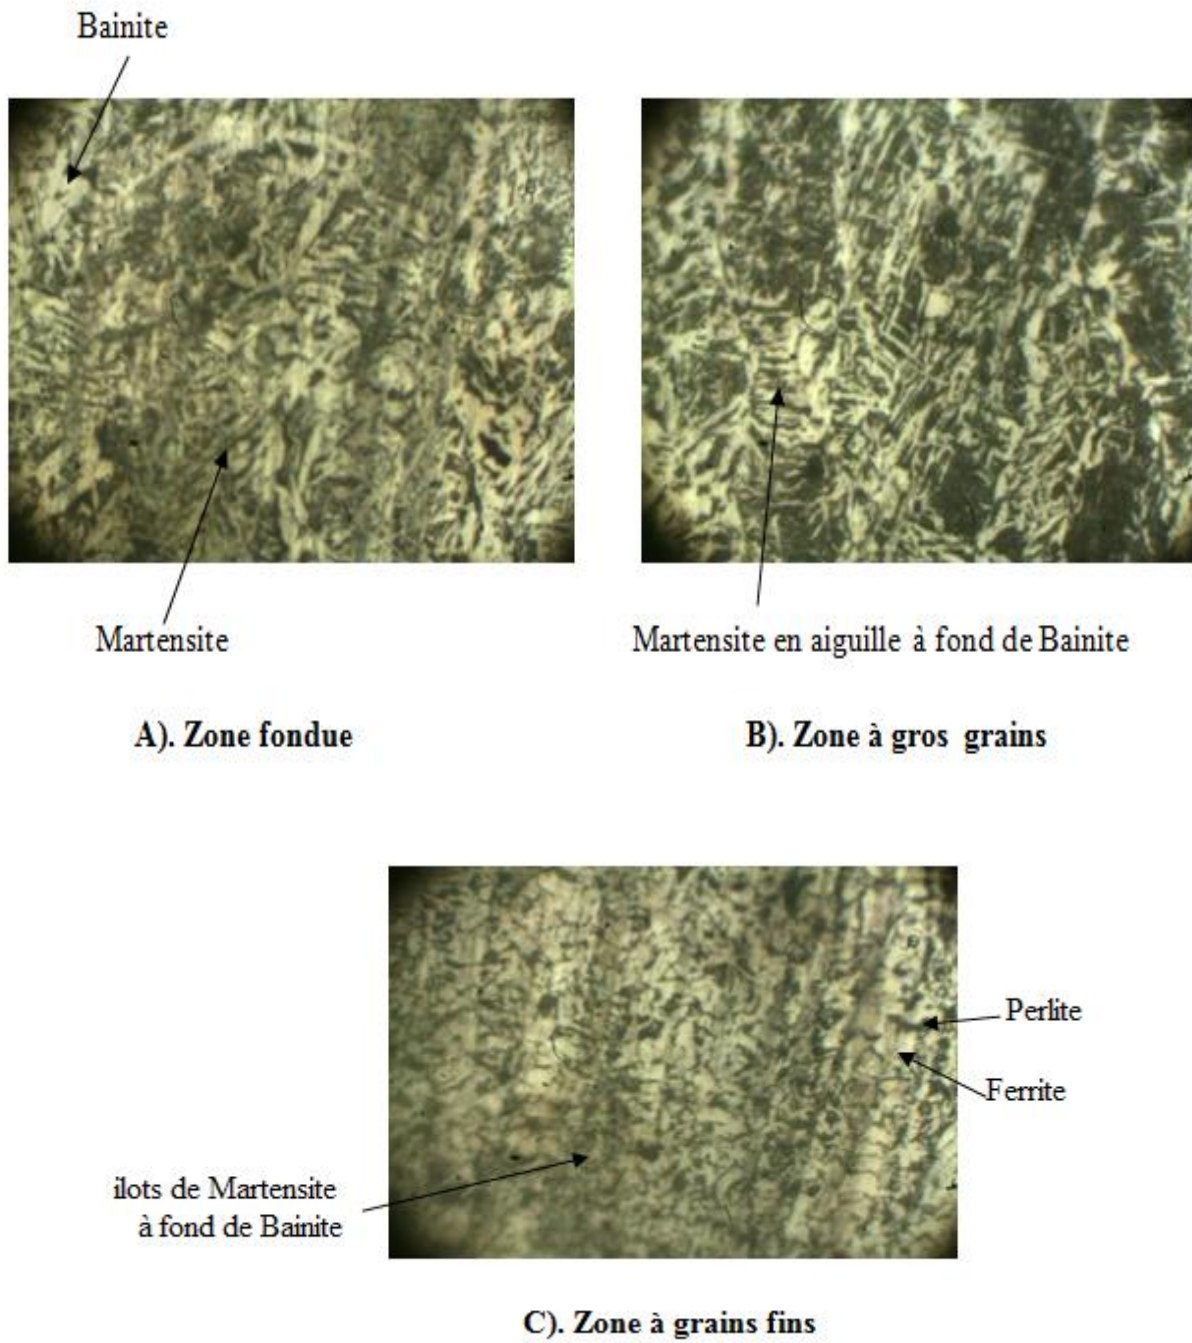 Bainite
Martensite
Martensite en aiguille à fond de Bainite
A). Zone fondue
B). Zone à gros grains
Perlite
Ferrite
ilots de Martensite
à fond de Bainite
C). Zone à grains fins